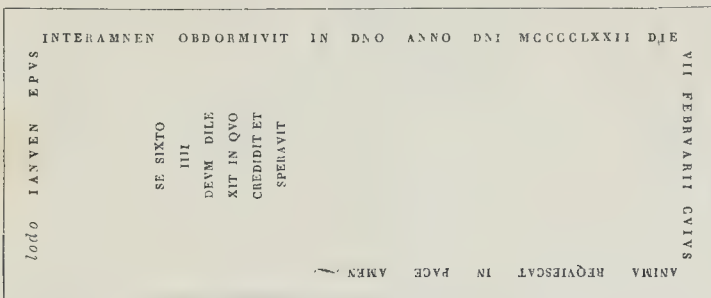 lodo IANVEN EPVS
INTERAMNEN OBDORMIVIT IN DNO ANNO DNI MCCCCLXXII DIE
VII FEBRVARII CVIVS
ANIMA REQVIESCAT IN PACE AMEN
SE SIXTO
IIII
DEVM DILE
XIT IN QVO
CREDIDIT ET
SPERAVIT